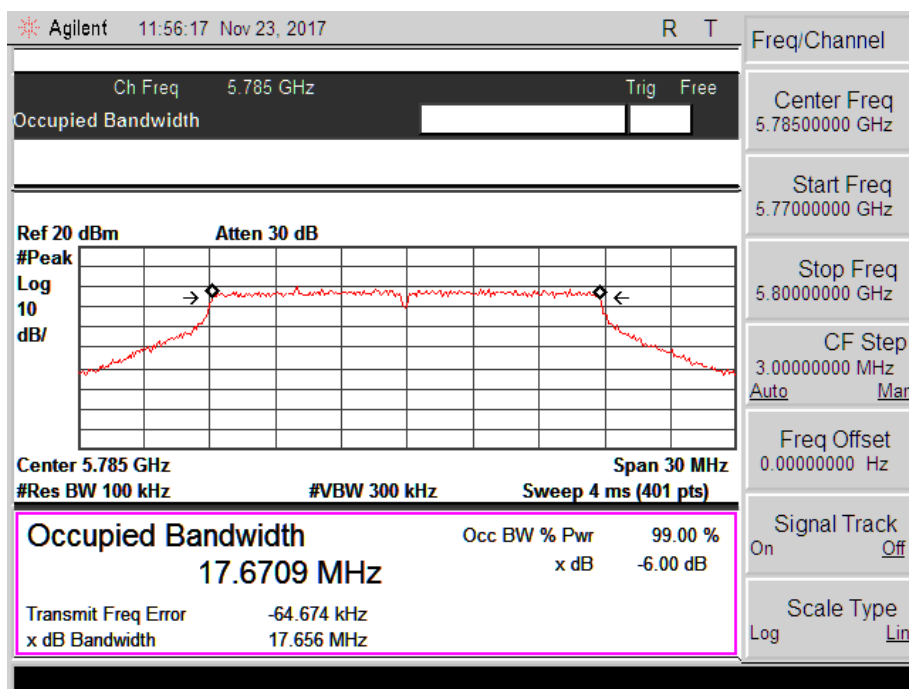 Agilent 11:56:17 Nov 23, 2017 R T
Freq/Channel
Ch Freq 5.785 GHz Trig Free
Occupied Bandwidth
Center Freq
5.78500000 GHz
Start Freq
5.77000000 GHz
Stop Freq
5.80000000 GHz
CF Step
3.00000000 MHz
Auto Man
Freq Offset
0.00000000 Hz
Signal Track
On Off
Scale Type
Log Lin
Ref 20 dBm Atten 30 dB
#Peak
Log
10
dB/
Center 5.785 GHz Span 30 MHz
#Res BW 100 kHz #VBW 300 kHz Sweep 4 ms (401 pts)
Occupied Bandwidth Occ BW % Pwr 99.00 %
17.6709 MHz x dB -6.00 dB
Transmit Freq Error -64.674 kHz
x dB Bandwidth 17.656 MHz